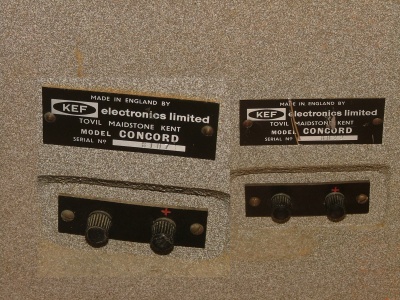 MADE IN ENGLAND BY
KEF electronics limited
TOVIL MAIDSTONE KENT
MODEL CONCORD
SERIAL Nº
+
MADE IN ENGLAND BY
KEF electronics limited
TOVIL MAIDSTONE KENT
MODEL CONCORD
SERIAL Nº
+